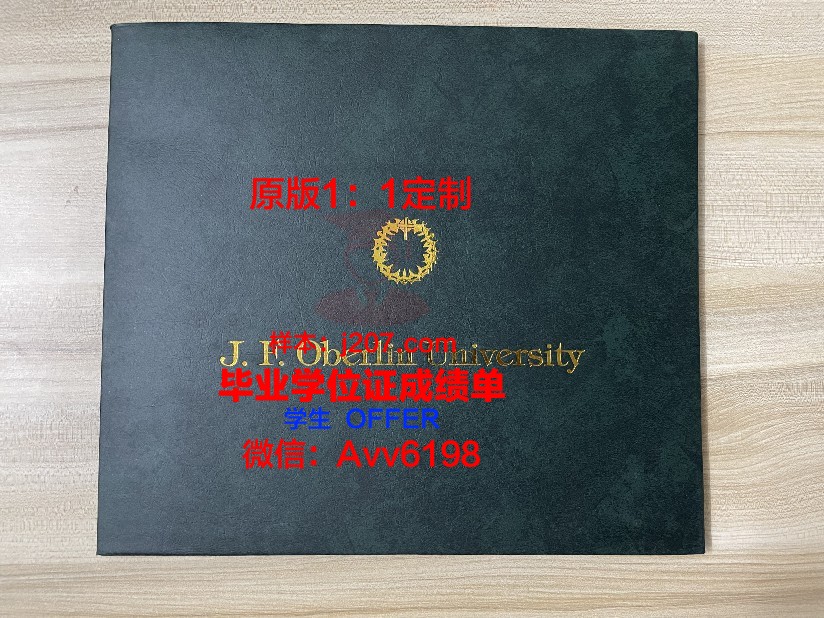 原版1：1定制
样本：j207.com
J. F. Oberlin University
毕业学位证成绩单
学生 OFFER
微信：Avv6198